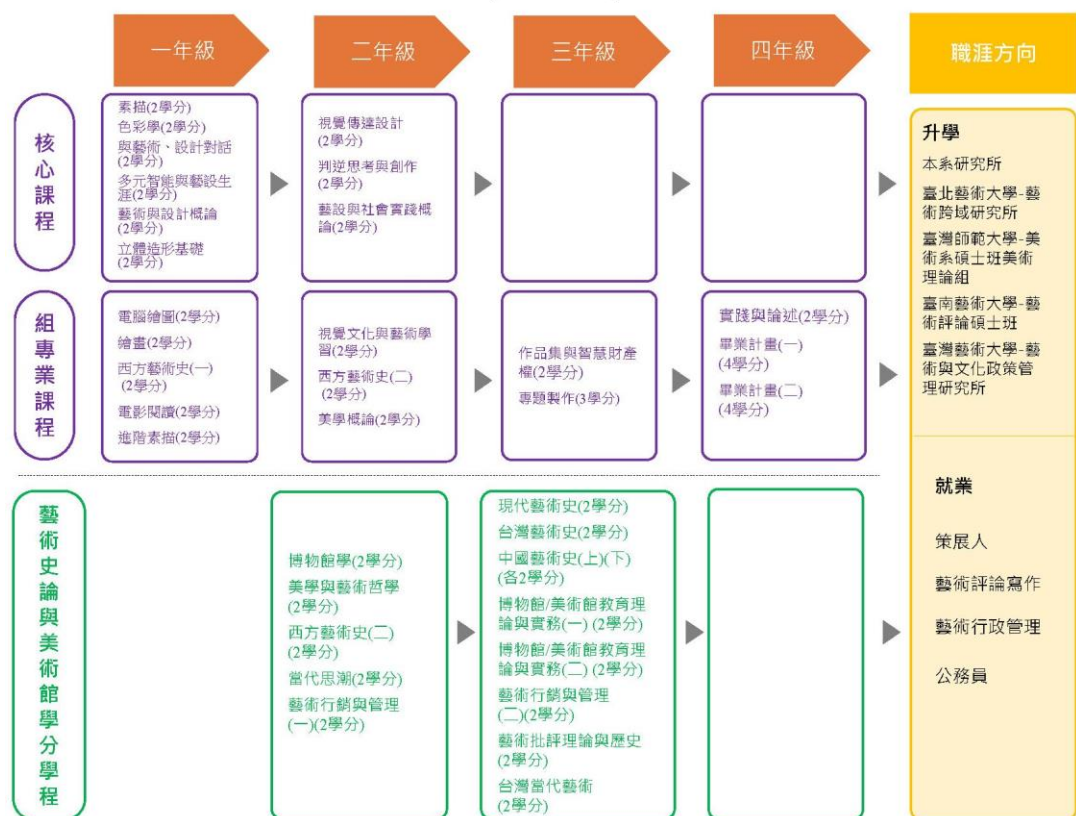 一年級
二年級
三年級
四年級
職涯方向
核心課程
素描(2學分)
色彩學(2學分)
與藝術、設計對話
(2學分)
多元智能與藝設生
涯(2學分)
藝術與設計概論
(2學分)
立體造形基礎
(2學分)
視覺傳達設計
(2學分)
判逆思考與創作
(2學分)
藝設與社會實踐概
論(2學分)
組專業課程
電腦繪圖(2學分)
繪畫(2學分)
西方藝術史(一)
(2學分)
電影閱讀(2學分)
進階素描(2學分)
視覺文化與藝術學
習(2學分)
西方藝術史(二)
(2學分)
美學概論(2學分)
作品集與智慧財產
權(2學分)
專題製作(3學分)
實踐與論述(2學分)
畢業計畫(一)
(4學分)
畢業計畫(二)
(4學分)
藝術史論與美術館學分學程
博物館學(2學分)
美學與藝術哲學
(2學分)
西方藝術史(二)
(2學分)
當代思潮(2學分)
藝術行銷與管理
(一)(2學分)
現代藝術史(2學分)
台灣藝術史(2學分)
中國藝術史(上)(下)
(各2學分)
博物館/美術館教育理
論與實務(一) (2學分)
博物館/美術館教育理
論與實務(二) (2學分)
藝術行銷與管理
(二)(2學分)
藝術批評理論與歷史
(2學分)
台灣當代藝術
(2學分)
升學
本系研究所
臺北藝術大學-藝
術跨域研究所
臺灣師範大學-美
術系碩士班美術
理論組
臺南藝術大學-藝
術評論碩士班
臺灣藝術大學-藝
術與文化政策管
理研究所
就業
策展人
藝術評論寫作
藝術行政管理
公務員